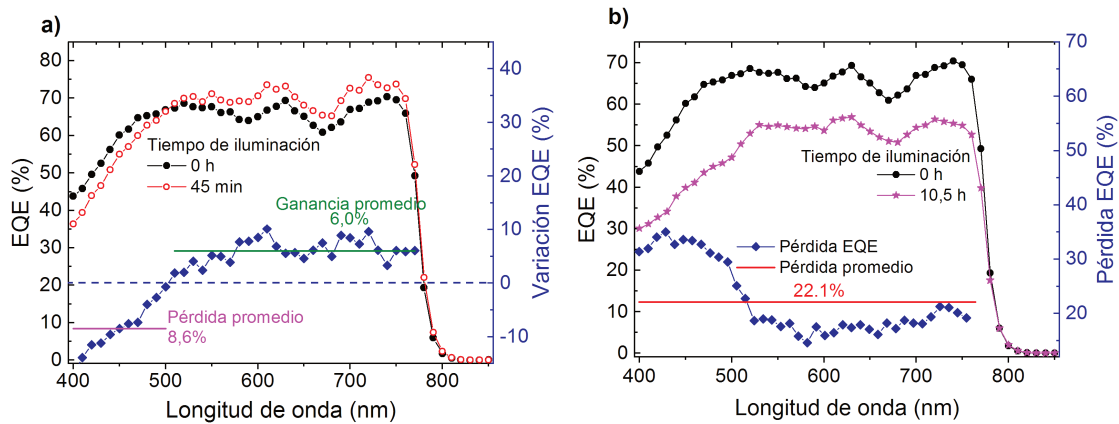 a)
80
70
60
50
40
30
20
10
0
EQE (%)
400
500
600
700
800
Longitud de onda (nm)
40
30
20
10
0
-10
Variación EQE (%)
Tiempo de iluminación
0 h
45 min
Ganancia promedio
6,0%
Pérdida promedio
8,6%
b)
70
60
50
40
30
20
10
0
EQE (%)
400
500
600
700
800
Longitud de onda (nm)
70
60
50
40
30
20
Pérdida EQE (%)
Tiempo de iluminación
0 h
10,5 h
Pérdida EQE
Pérdida promedio
22.1%